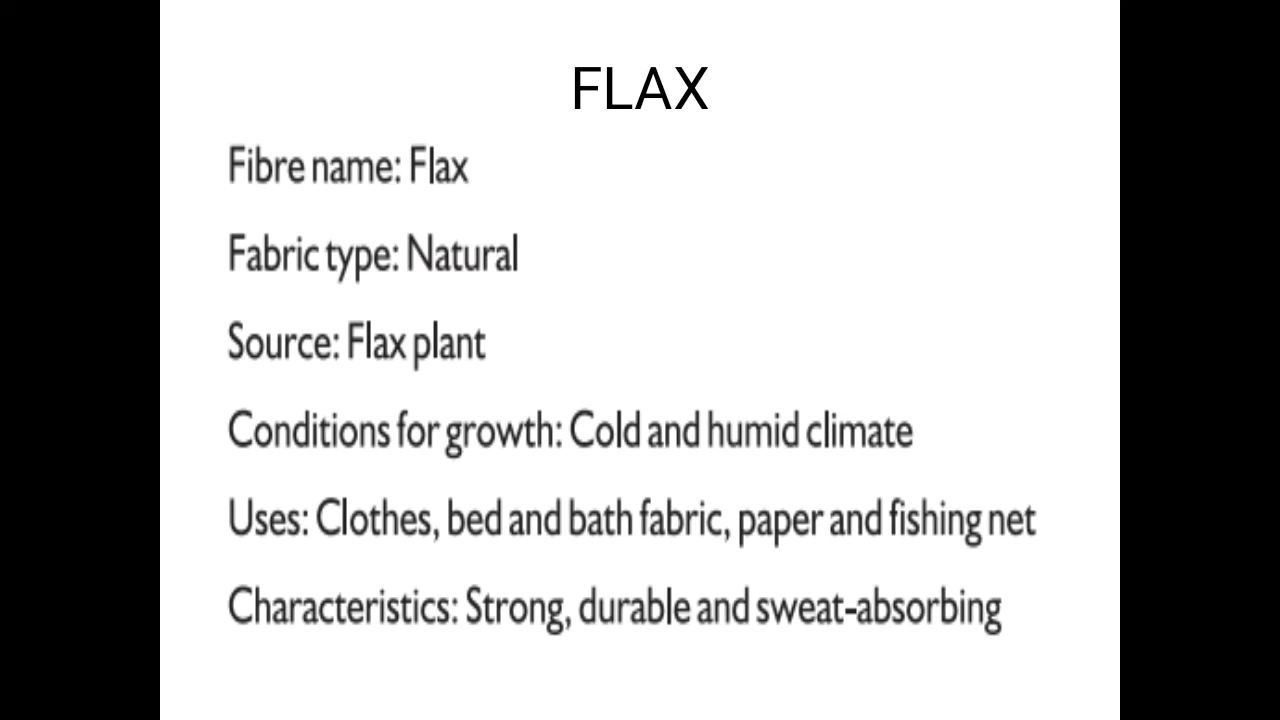 FLAX
Fibre name: Flax
Fabric type: Natural
Source: Flax plant
Conditions for growth: Cold and humid climate
Uses: Clothes, bed and bath fabric, paper and fishing net
Characteristics: Strong, durable and sweat-absorbing